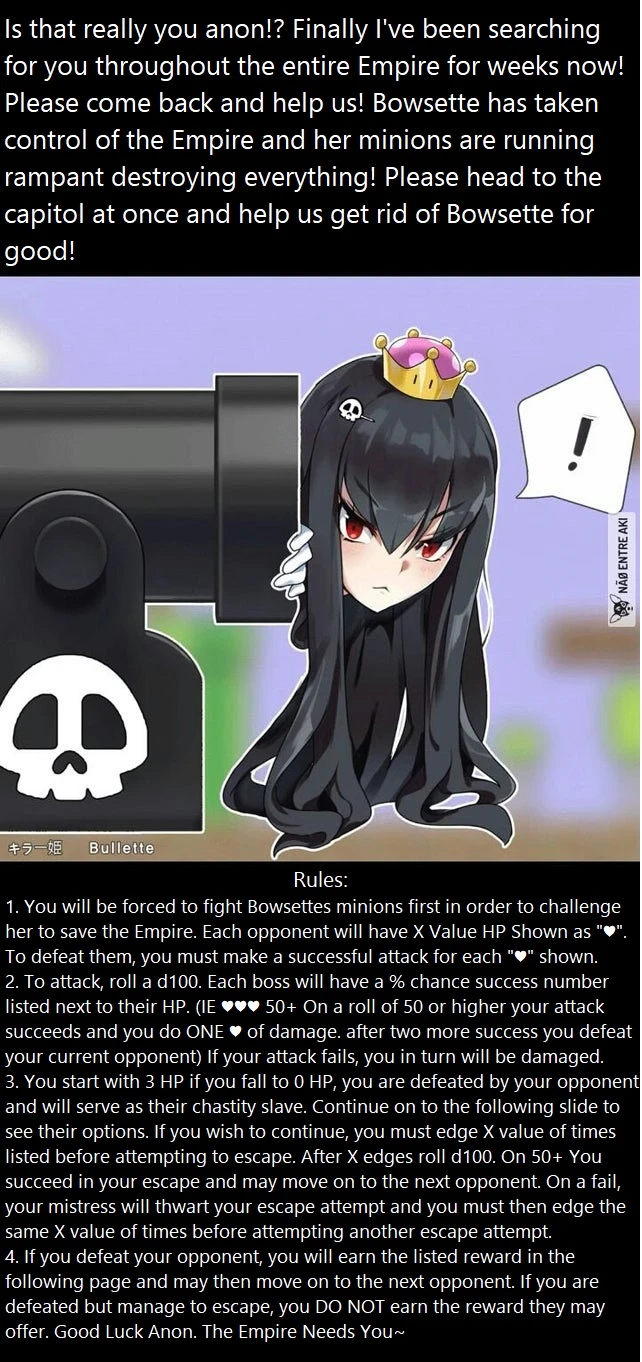 Is that really you anon!? Finally I've been searching
for you throughout the entire Empire for weeks now!
Please come back and help us! Bowsette has taken
control of the Empire and her minions are running
rampant destroying everything! Please head to the
capitol at once and help us get rid of Bowsette for
good!
!
NÃØ ENTRE AKI
キラー姫 Bullette
Rules:
1. You will be forced to fight Bowsettes minions first in order to challenge
her to save the Empire. Each opponent will have X Value HP Shown as "♥".
To defeat them, you must make a successful attack for each "♥" shown.
2. To attack, roll a d100. Each boss will have a % chance success number
listed next to their HP. (IE ♥♥♥ 50+ On a roll of 50 or higher your attack
succeeds and you do ONE ♥ of damage. after two more success you defeat
your current opponent) If your attack fails, you in turn will be damaged.
3. You start with 3 HP if you fall to 0 HP, you are defeated by your opponent
and will serve as their chastity slave. Continue on to the following slide to
see their options. If you wish to continue, you must edge X value of times
listed before attempting to escape. After X edges roll d100. On 50+ You
succeed in your escape and may move on to the next opponent. On a fail,
your mistress will thwart your escape attempt and you must then edge the
same X value of times before attempting another escape attempt.
4. If you defeat your opponent, you will earn the listed reward in the
following page and may then move on to the next opponent. If you are
defeated but manage to escape, you DO NOT earn the reward they may
offer. Good Luck Anon. The Empire Needs You~